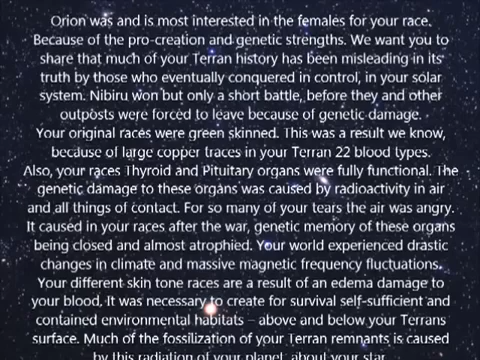 Orion was and is most interested in the females for your race.
Because of the pro-creation and genetic strengths. We want you to
share that much of your Terran history has been misleading in its
truth by those who eventually conquered in control, in your solar
system. Nibiru won but only a short battle, before they and other
outposts were forced to leave because of genetic damage.
Your original races were green skinned. This was a result we know,
because of large copper traces in your Terran 22 blood types.
Also, your races Thyroid and Pituitary organs were fully functional. The
genetic damage to these organs was caused by radioactivity in air
and all things of contact. For so many of your tears the air was angry.
It caused in your races after the war, genetic memory of these organs
being closed and almost atrophied. Your world experienced drastic
changes in climate and massive magnetic frequency fluctuations.
Your different skin tone races are a result of an edema damage to
your blood. It was necessary to create for survival self-sufficient and
contained environmental habitats – above and below your Terrans
surface. Much of the fossilization of your Terran remnants is caused
by this radiation of your planet, about your star